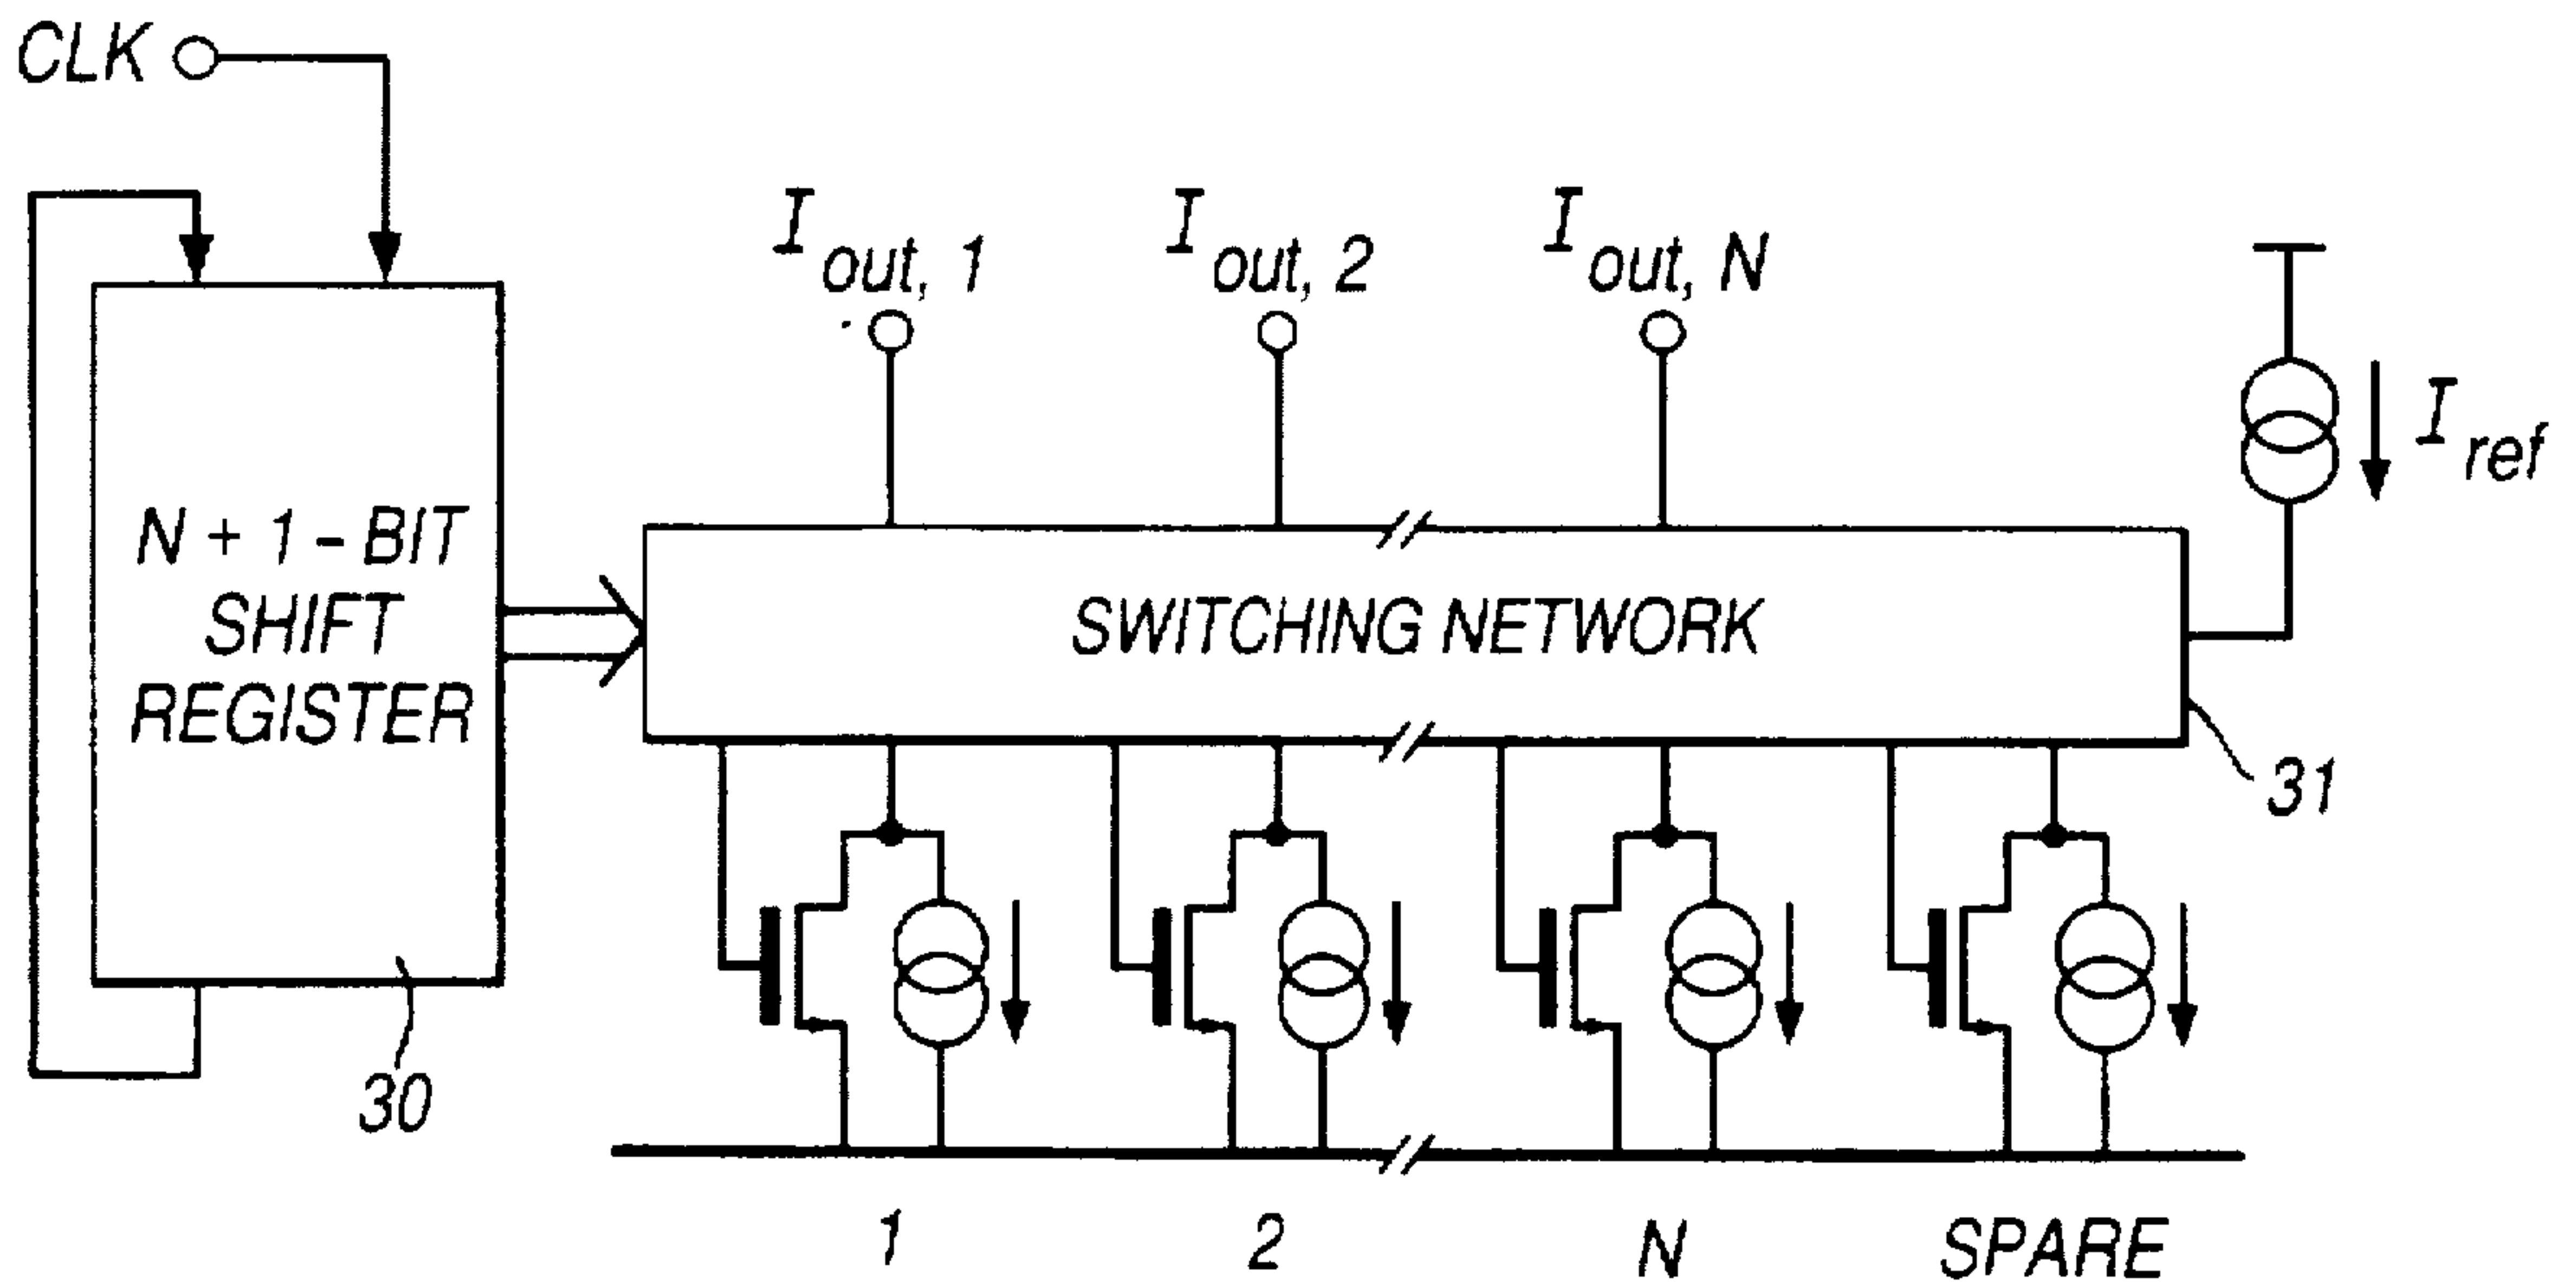 CLK
I out, 1
I out, 2
I out, N
I ref
N + 1 - BIT
SHIFT
REGISTER
SWITCHING NETWORK
31
30
1
2
N
SPARE